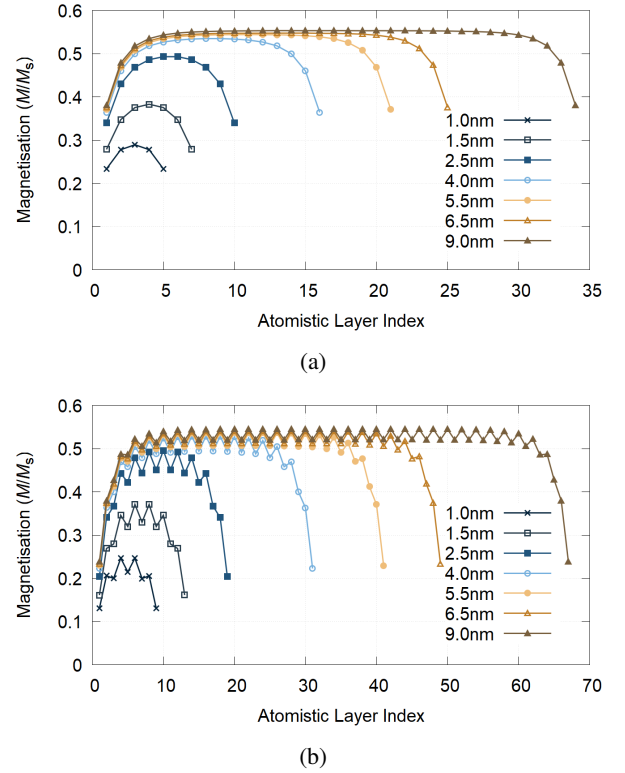 0.6
0.5
0.4
0.3
0.2
0.1
0
Magnetisation (M/Ms)
1.0nm
1.5nm
2.5nm
4.0nm
5.5nm
6.5nm
9.0nm
0 5 10 15 20 25 30 35
Atomistic Layer Index
(a)
0.6
0.5
0.4
0.3
0.2
0.1
0
Magnetisation (M/Ms)
1.0nm
1.5nm
2.5nm
4.0nm
5.5nm
6.5nm
9.0nm
0 10 20 30 40 50 60 70
Atomistic Layer Index
(b)